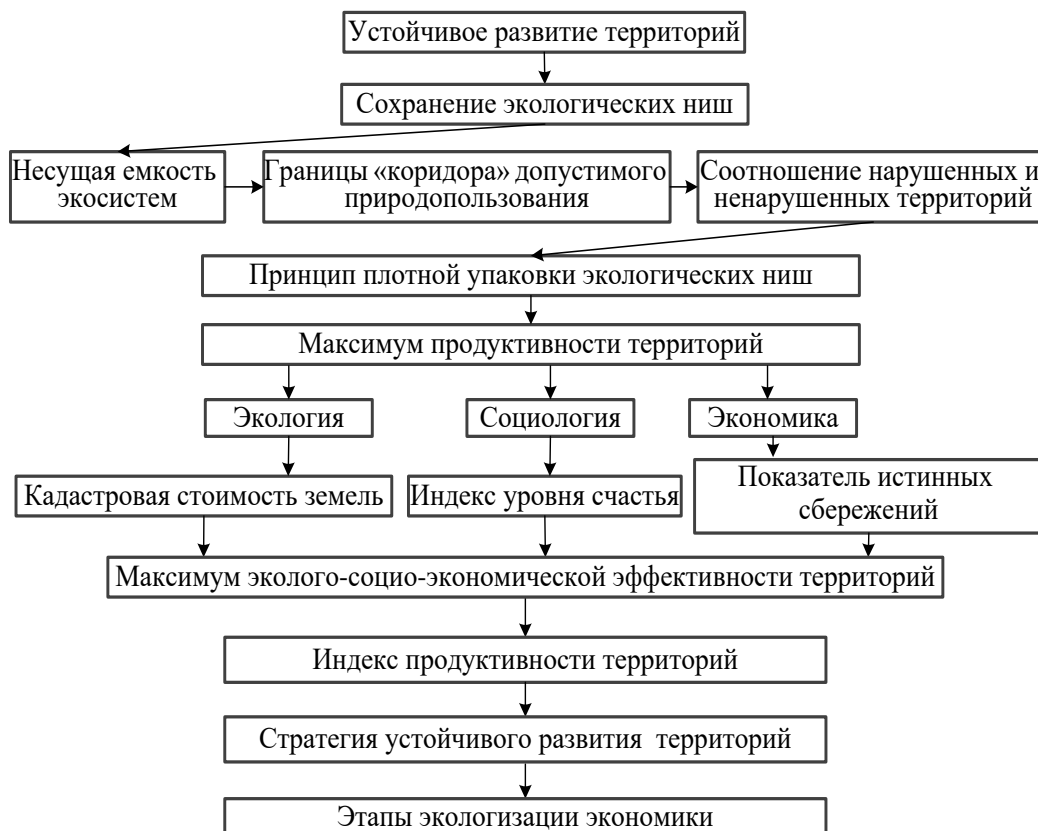 Устойчивое развитие территорий
Сохранение экологических ниш
Несущая емкость
экосистем
Границы «коридора» допустимого
природопользования
Соотношение нарушенных и
ненарушенных территорий
Принцип плотной упаковки экологических ниш
Максимум продуктивности территорий
Экология
Социология
Экономика
Кадастровая стоимость земель
Индекс уровня счастья
Показатель истинных
сбережений
Максимум эколого-социо-экономической эффективности территорий
Индекс продуктивности территорий
Стратегия устойчивого развития территорий
Этапы экологизации экономики